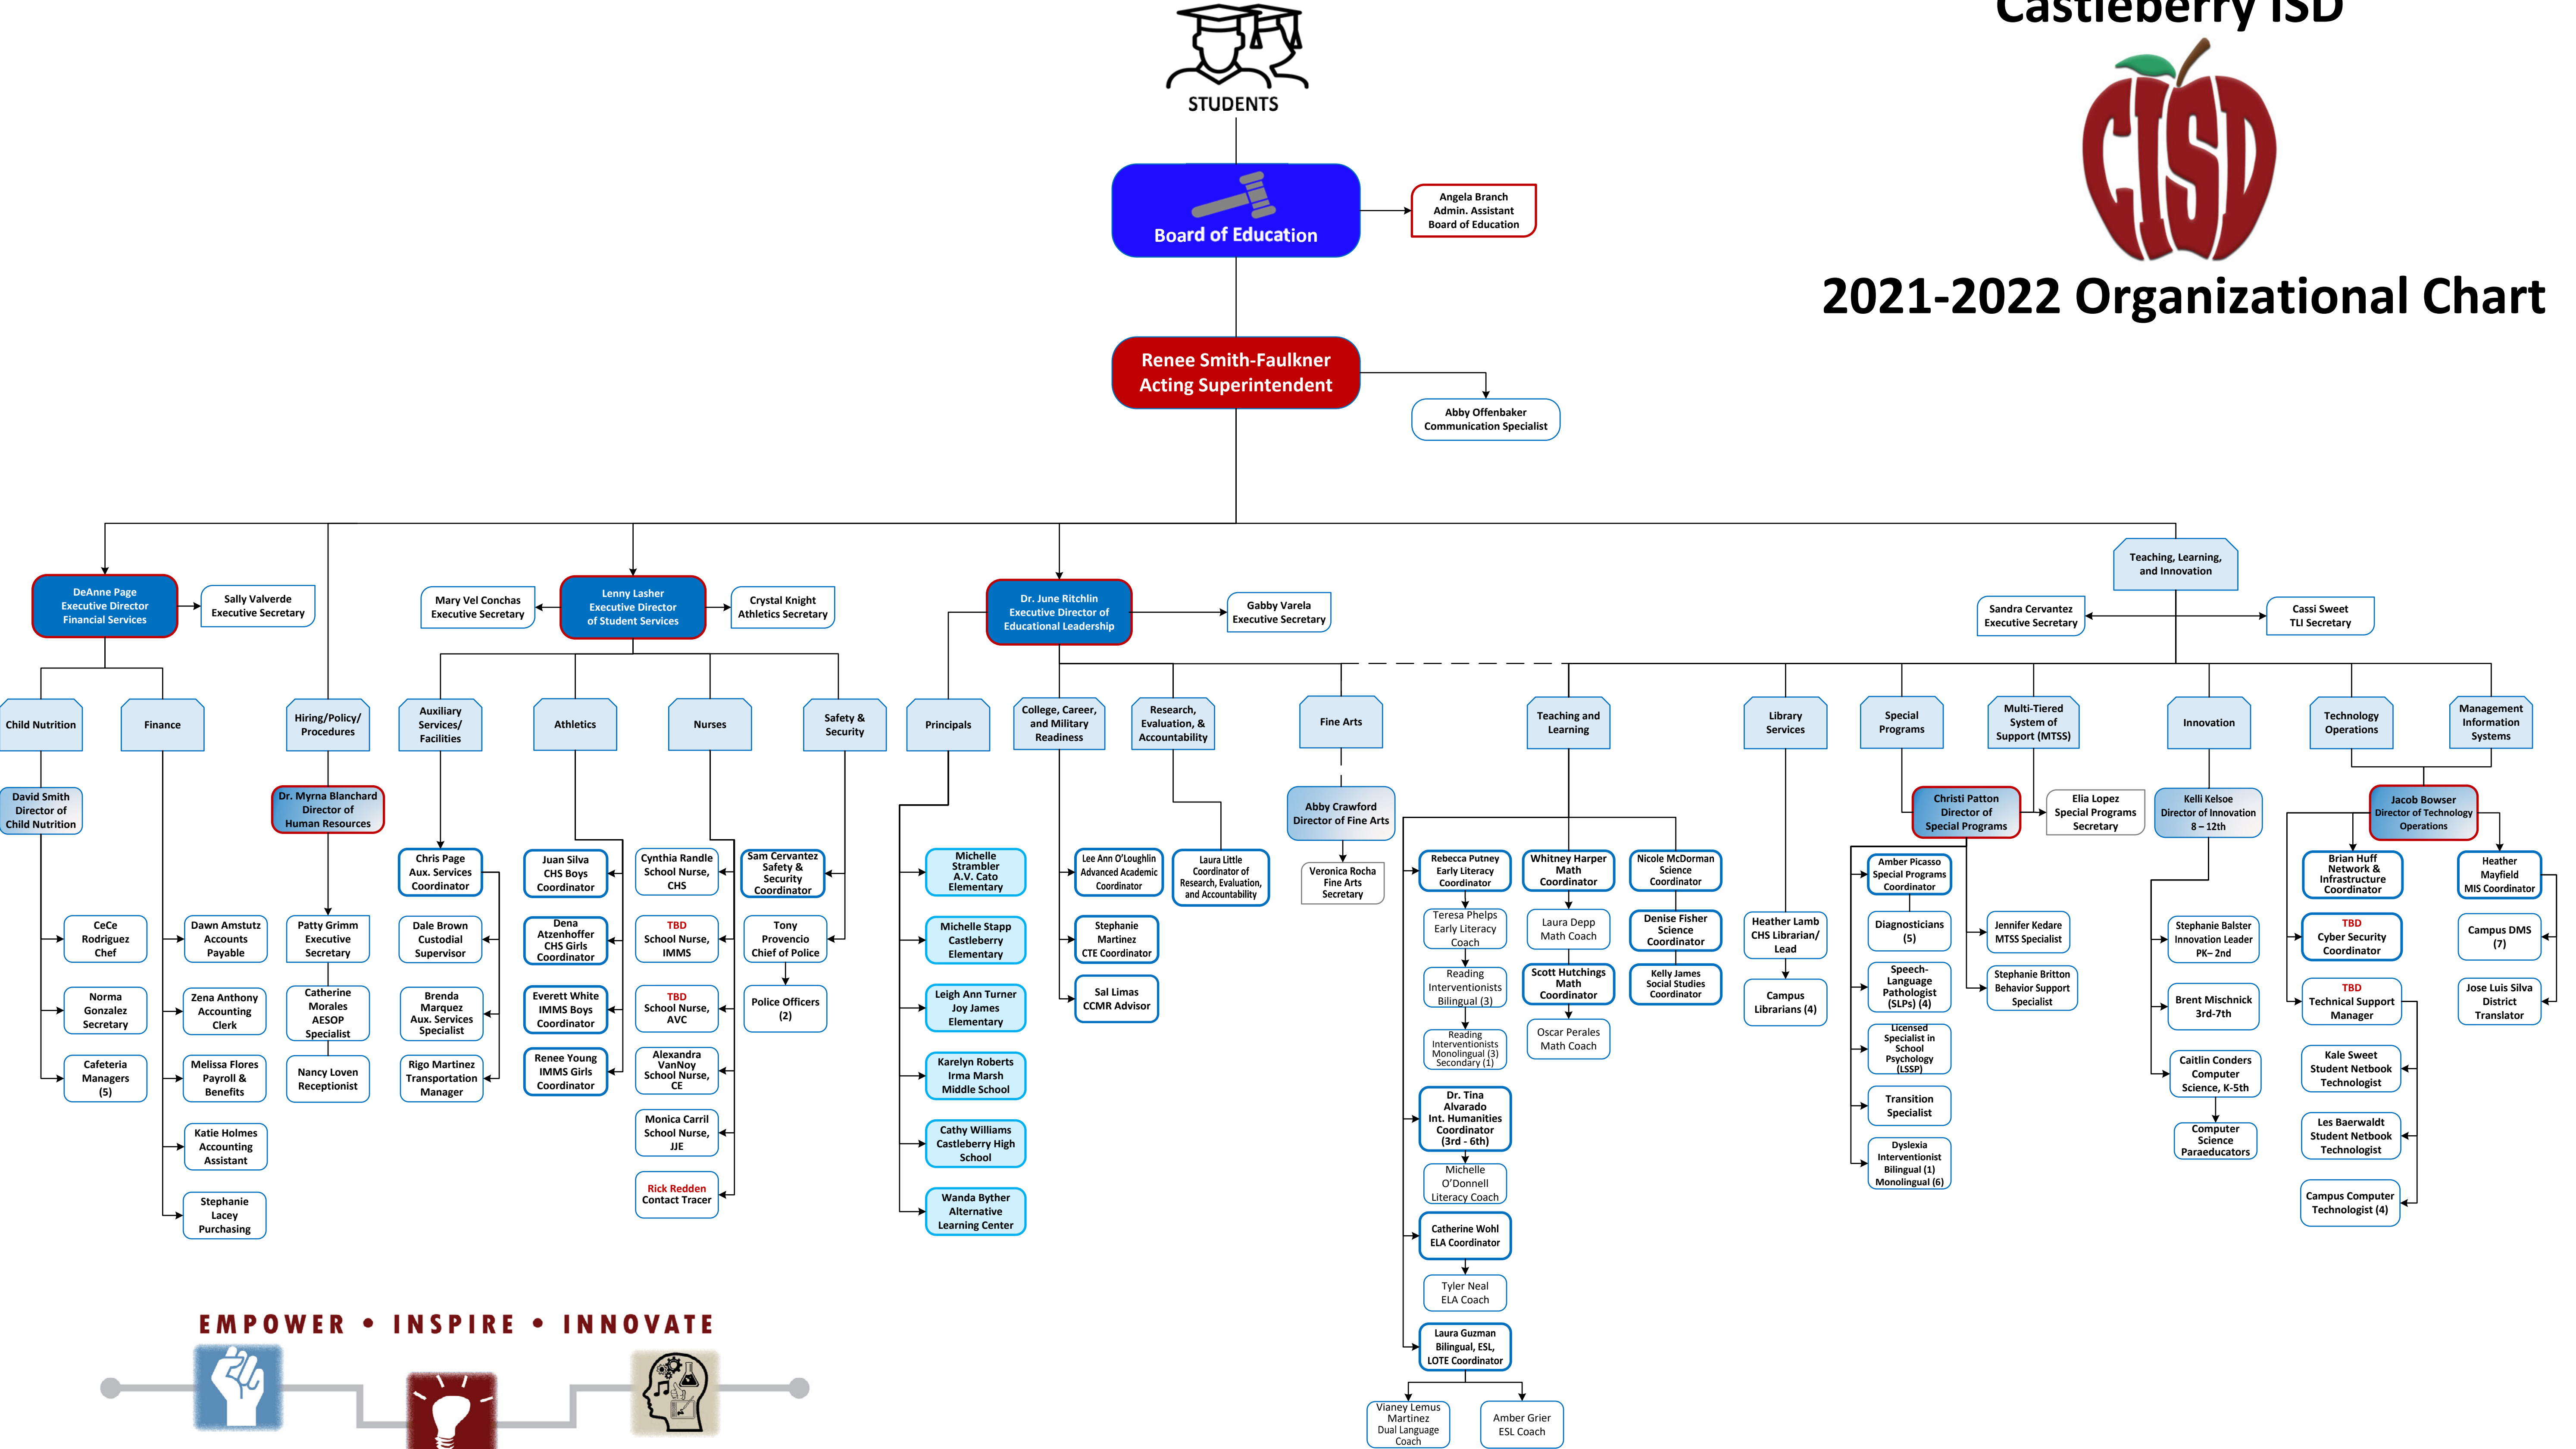 Castleberry ISD
CISD
2021-2022 Organizational Chart
STUDENTS
Board of Education
Angela Branch
Admin. Assistant
Board of Education
Renee Smith-Faulkner
Acting Superintendent
Abby Offenbaker
Communication Specialist
DeAnne Page
Executive Director
Financial Services
Sally Valverde
Executive Secretary
Mary Vel Conchas
Executive Secretary
Lenny Lasher
Executive Director
of Student Services
Crystal Knight
Athletics Secretary
Dr. June Ritchlin
Executive Director of
Educational Leadership
Gabby Varela
Executive Secretary
Teaching, Learning,
and Innovation
Sandra Cervantez
Executive Secretary
Cassi Sweet
TLI Secretary
Child Nutrition
Finance
Hiring/Policy/
Procedures
Auxiliary
Services/
Facilities
Athletics
Nurses
Safety &
Security
Principals
College, Career,
and Military
Readiness
Research,
Evaluation, &
Accountability
Fine Arts
Teaching and
Learning
Library
Services
Special
Programs
Multi-Tiered
System of
Support (MTSS)
Innovation
Technology
Operations
Management
Information
Systems
David Smith
Director of
Child Nutrition
CeCe
Rodriguez
Chef
Norma
Gonzalez
Secretary
Cafeteria
Managers
(5)
Dawn Amstutz
Accounts
Payable
Zena Anthony
Accounting
Clerk
Melissa Flores
Payroll &
Benefits
Katie Holmes
Accounting
Assistant
Stephanie
Lacey
Purchasing
Dr. Myrna Blanchard
Director of
Human Resources
Patty Grimm
Executive
Secretary
Catherine
Morales
AESOP
Specialist
Nancy Loven
Receptionist
Chris Page
Aux. Services
Coordinator
Dale Brown
Custodial
Supervisor
Brenda
Marquez
Aux. Services
Specialist
Rigo Martinez
Transportation
Manager
Juan Silva
CHS Boys
Coordinator
Dena
Atzenhoffer
CHS Girls
Coordinator
Everett White
IMMS Boys
Coordinator
Renee Young
IMMS Girls
Coordinator
Cynthia Randle
School Nurse,
CHS
TBD
School Nurse,
IMMS
TBD
School Nurse,
AVC
Alexandra
VanNoy
School Nurse,
CE
Monica Carril
School Nurse,
JJE
Rick Redden
Contact Tracer
Sam Cervantez
Safety &
Security
Coordinator
Tony
Provencio
Chief of Police
Police Officers
(2)
Michelle
Strambler
A.V. Cato
Elementary
Michelle Stapp
Castleberry
Elementary
Leigh Ann Turner
Joy James
Elementary
Karelyn Roberts
Irma Marsh
Middle School
Cathy Williams
Castleberry High
School
Wanda Byther
Alternative
Learning Center
Lee Ann O'Loughlin
Advanced Academic
Coordinator
Stephanie
Martinez
CTE Coordinator
Sal Limas
CCMR Advisor
Laura Little
Coordinator of
Research, Evaluation,
and Accountability
Abby Crawford
Director of Fine Arts
Veronica Rocha
Fine Arts
Secretary
Rebecca Putney
Early Literacy
Coordinator
Teresa Phelps
Early Literacy
Coach
Reading
Interventionists
Bilingual (3)
Reading
Interventionists
Monolingual (3)
Secondary (1)
Dr. Tina
Alvarado
Int. Humanities
Coordinator
(3rd - 6th)
Michelle
O'Donnell
Literacy Coach
Catherine Wohl
ELA Coordinator
Tyler Neal
ELA Coach
Laura Guzman
Bilingual, ESL,
LOTE Coordinator
Vianey Lemus
Martinez
Dual Language
Coach
Amber Grier
ESL Coach
Whitney Harper
Math
Coordinator
Laura Depp
Math Coach
Scott Hutchings
Math
Coordinator
Oscar Perales
Math Coach
Nicole McDorman
Science
Coordinator
Denise Fisher
Science
Coordinator
Kelly James
Social Studies
Coordinator
Heather Lamb
CHS Librarian/
Lead
Campus
Librarians (4)
Christi Patton
Director of
Special Programs
Elia Lopez
Special Programs
Secretary
Amber Picasso
Special Programs
Coordinator
Diagnosticians
(5)
Speech-
Language
Pathologist
(SLPs) (4)
Licensed
Specialist in
School
Psychology
(LSSP)
Transition
Specialist
Dyslexia
Interventionist
Bilingual (1)
Monolingual (6)
Jennifer Kedare
MTSS Specialist
Stephanie Britton
Behavior Support
Specialist
Kelli Kelsoe
Director of Innovation
8 – 12th
Stephanie Balster
Innovation Leader
PK– 2nd
Brent Mischnick
3rd-7th
Caitlin Conders
Computer
Science, K-5th
Computer
Science
Paraeducators
Jacob Bowser
Director of Technology
Operations
Brian Huff
Network &
Infrastructure
Coordinator
TBD
Cyber Security
Coordinator
TBD
Technical Support
Manager
Kale Sweet
Student Netbook
Technologist
Les Baerwaldt
Student Netbook
Technologist
Campus Computer
Technologist (4)
Heather
Mayfield
MIS Coordinator
Campus DMS
(7)
Jose Luis Silva
District
Translator
EMPOWER • INSPIRE • INNOVATE